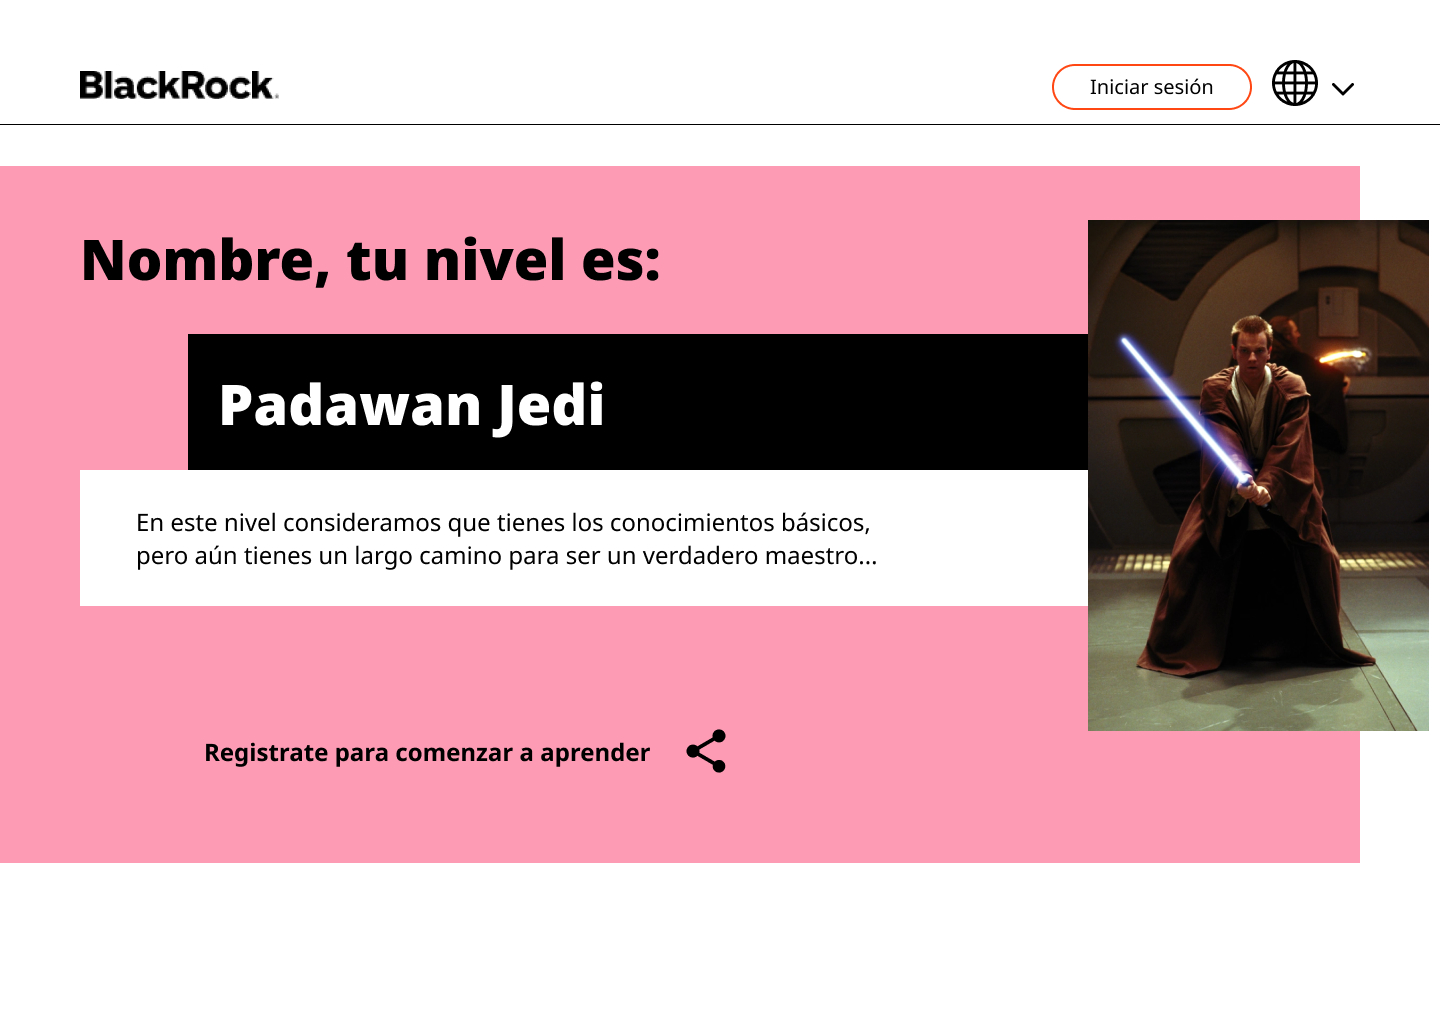 BlackRock.
Iniciar sesión
Nombre, tu nivel es:
Padawan Jedi
En este nivel consideramos que tienes los conocimientos básicos,
pero aún tienes un largo camino para ser un verdadero maestro...
Registrate para comenzar a aprender